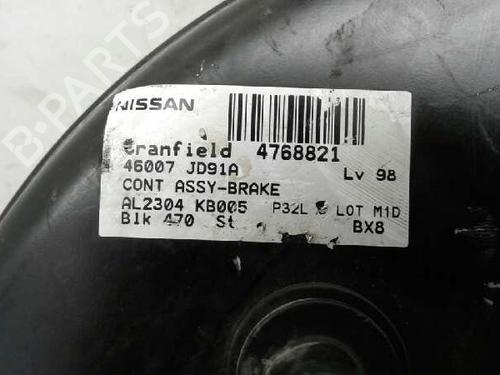 NISSAN
Cranfield 4768821
46007 JD91A Lv 98
CONT ASSY-BRAKE
AL2304 KB005 P32L LOT M1D
Blk 470 St BX8
B-PARTS